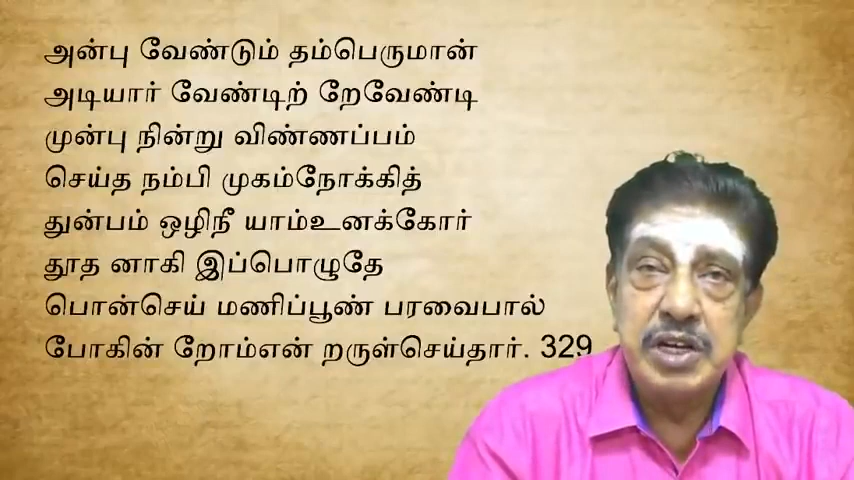 அன்பு வேண்டும் தம்பெருமான்
அடியார் வேண்டிற் றேவேண்டி
முன்பு நின்று விண்ணப்பம்
செய்த நம்பி முகம்நோக்கித்
துன்பம் ஒழிநீ யாம்உனக்கோர்
தூத னாகி இப்பொழுதே
பொன்செய் மணிப்பூண் பரவைபால்
போகின் றோம்என் றருள்செய்தார். 329